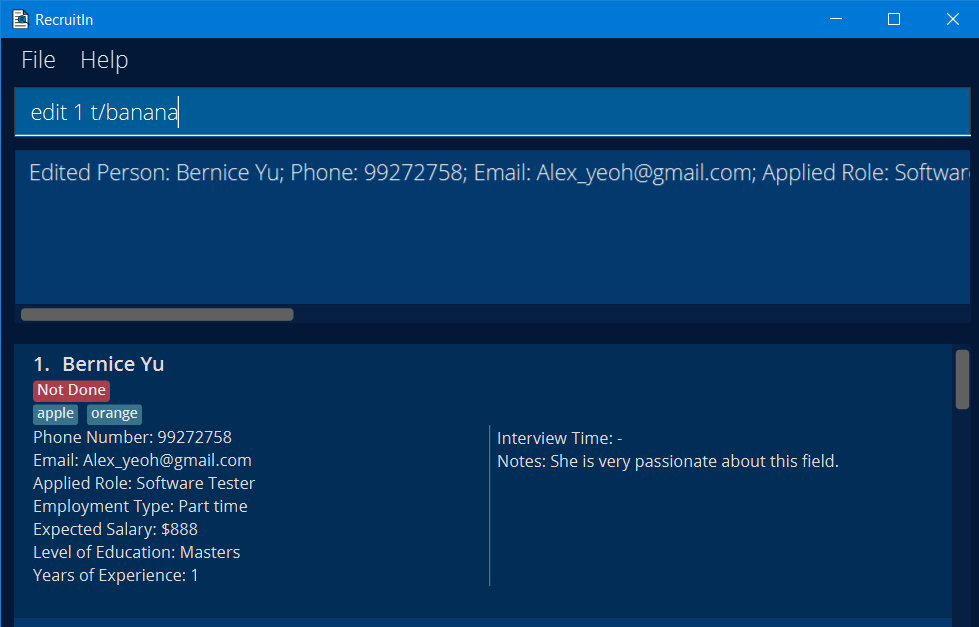 RecruitIn
File Help
edit 1 t/banana
Edited Person: Bernice Yu; Phone: 99272758; Email: Alex_yeoh@gmail.com; Applied Role: Softwar
1. Bernice Yu
Not Done
apple orange
Phone Number: 99272758
Email: Alex_yeoh@gmail.com
Applied Role: Software Tester
Employment Type: Part time
Expected Salary: $888
Level of Education: Masters
Years of Experience: 1
Interview Time: -
Notes: She is very passionate about this field.